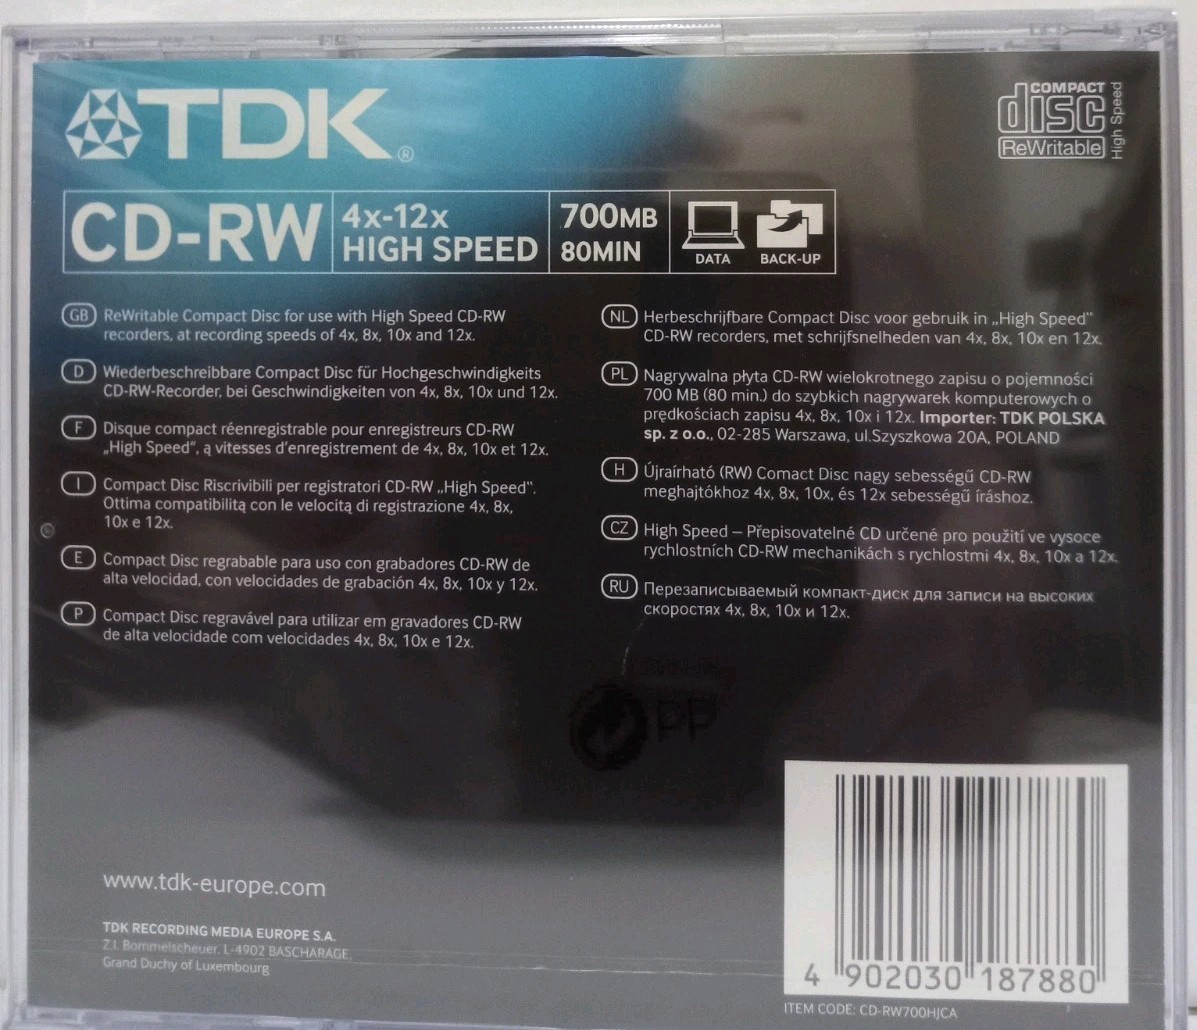 TDK®
COMPACT
disc
ReWritable
High Speed
CD-RW
4x-12x
HIGH SPEED
700MB
80MIN
DATA
BACK-UP
GB ReWritable Compact Disc for use with High Speed CD-RW
recorders, at recording speeds of 4x, 8x, 10x and 12x.
D Wiederbeschreibbare Compact Disc für Hochgeschwindigkeits
CD-RW-Recorder, bei Geschwindigkeiten von 4x, 8x, 10x und 12x.
F Disque compact réenregistrable pour enregistreurs CD-RW
„High Speed", ą vitesses d'enregistrement de 4x, 8x, 10x et 12x.
I Compact Disc Riscrivibili per registratori CD-RW „High Speed".
Ottima compatibilitą con le velocitą di registrazione 4x, 8x,
10x e 12x.
E Compact Disc regrabable para uso con grabadores CD-RW de
alta velocidad, con velocidades de grabación 4x, 8x, 10x y 12x.
P Compact Disc regravável para utilizar em gravadores CD-RW
de alta velocidade com velocidades 4x, 8x, 10x e 12x.
NL Herbeschrijfbare Compact Disc voor gebruik in „High Speed"
CD-RW recorders, met schrijfsnelheden van 4x, 8x, 10x en 12x.
PL Nagrywalna płyta CD-RW wielokrotnego zapisu o pojemności
700 MB (80 min.) do szybkich nagrywarek komputerowych o
prędkościach zapisu 4x, 8x, 10x i 12x. Importer: TDK POLSKA
sp. z o.o., 02-285 Warszawa, ul.Szyszkowa 20A, POLAND
H Újraírható (RW) Comact Disc nagy sebességű CD-RW
meghajtókhoz 4x, 8x, 10x, és 12x sebességű íráshoz.
CZ High Speed – Přepisovatelné CD určené pro použití ve vysoce
rychlostních CD-RW mechanikách s rychlostmi 4x, 8x, 10x a 12x.
RU Перезаписываемый компакт-диск для записи на высоких
скоростях 4x, 8x, 10x и 12x.
PP
www.tdk-europe.com
TDK RECORDING MEDIA EUROPE S.A.
Z.I. Bommelscheuer, L-4902 BASCHARAGE
Grand Duchy of Luxembourg
4 902030 187880
ITEM CODE: CD-RW700HJCA